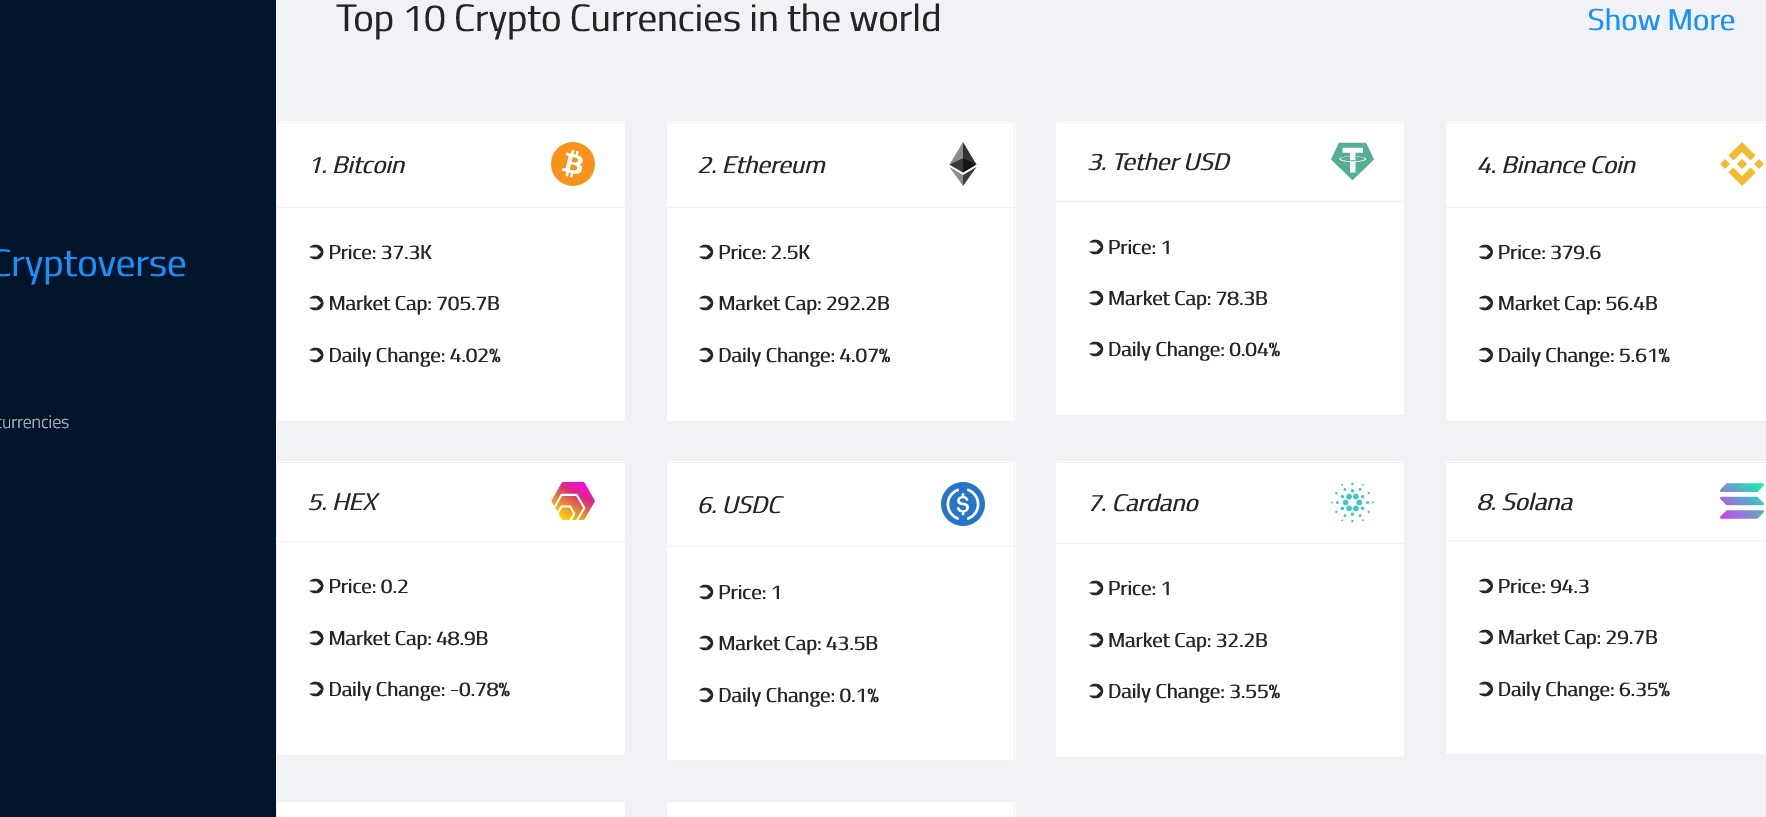 Top 10 Crypto Currencies in the world
Show More
Cryptoverse
currencies
1. Bitcoin
Price: 37.3K
Market Cap: 705.7B
Daily Change: 4.02%
2. Ethereum
Price: 2.5K
Market Cap: 292.2B
Daily Change: 4.07%
3. Tether USD
Price: 1
Market Cap: 78.3B
Daily Change: 0.04%
4. Binance Coin
Price: 379.6
Market Cap: 56.4B
Daily Change: 5.61%
5. HEX
Price: 0.2
Market Cap: 48.9B
Daily Change: -0.78%
6. USDC
Price: 1
Market Cap: 43.5B
Daily Change: 0.1%
7. Cardano
Price: 1
Market Cap: 32.2B
Daily Change: 3.55%
8. Solana
Price: 94.3
Market Cap: 29.7B
Daily Change: 6.35%